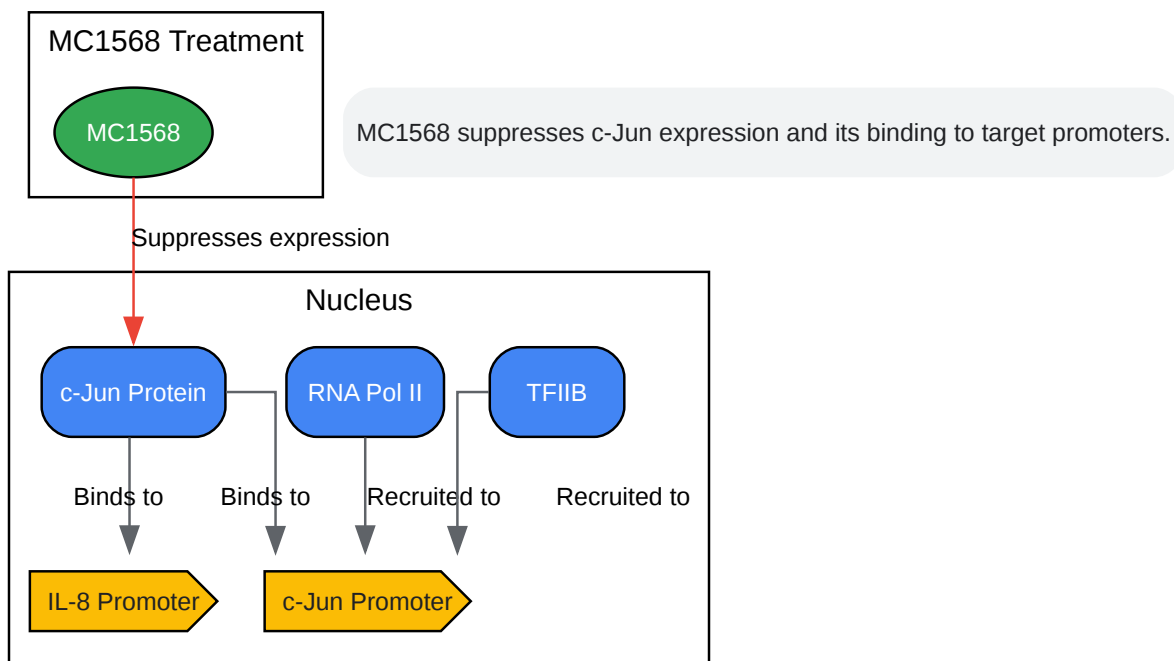 MC1568 Treatment
MC1568
MC1568 suppresses c-Jun expression and its binding to target promoters.
Suppresses expression
Nucleus
c-Jun Protein
RNA Pol II
TFIIB
Binds to
Binds to
Recruited to
Recruited to
IL-8 Promoter
c-Jun Promoter